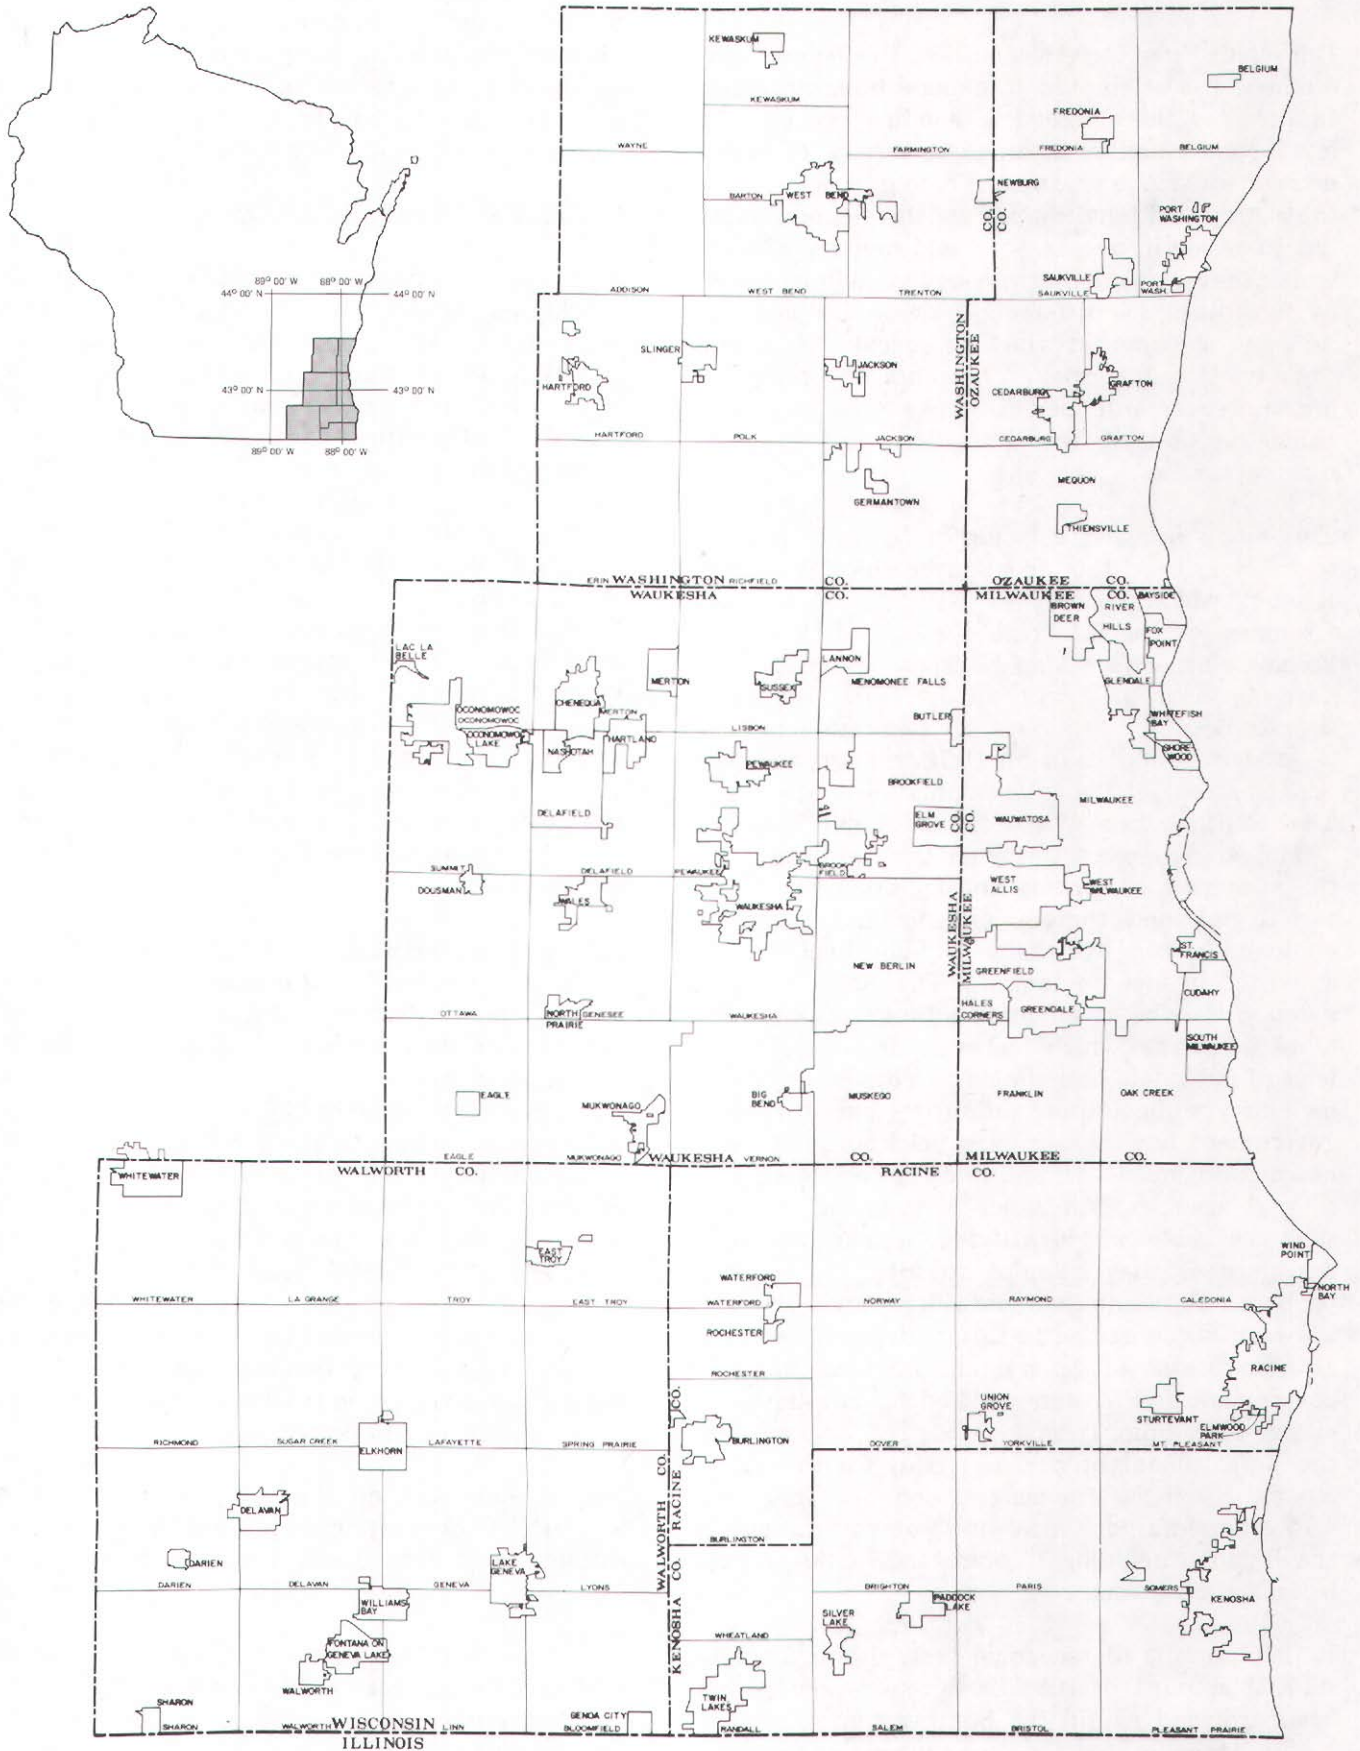 KEWASKUM
BELGIUM
KEWASKUM
FREDONIA
WAYNE
FARMINGTON
FREDONIA
BELGIUM
BARTON
WEST BEND
NEWBURG
CO.
CO.
PORT
WASHINGTON
89° 00' W
88° 00' W
44° 00' N
44° 00' N
SAUKVILLE
ADDISON
WEST BEND
TRENTON
SAUKVILLE
PORT
WASH.
WASHINGTON
OZAUKEE
SLINGER
JACKSON
43° 00' N
43° 00' N
HARTFORD
CEDARBURG
GRAFTON
HARTFORD
POLK
JACKSON
CEDARBURG
GRAFTON
89° 00' W
88° 00' W
MEQUON
GERMANTOWN
THIENSVILLE
ERIN
WASHINGTON
RICHFIELD
CO.
OZAUKEE
CO.
WAUKESHA
CO.
MILWAUKEE
CO.
BAYSIDE
BROWN
DEER
RIVER
HILLS
FOX
POINT
LAC LA
BELLE
LANNON
MERTON
SUSSEX
MENOMONEE FALLS
GLENDALE
CHENEQUA
OCONOMOWOC
MERTON
BUTLER
WHITEFISH
BAY
OCONOMOWOC
LISBON
OCONOMOWOC
LAKE
HARTLAND
NASHOTAH
SHORE
WOOD
PEWAUKEE
BROOKFIELD
MILWAUKEE
DELAFIELD
ELM
GROVE
CO.
CO.
WAUWATOSA
SUMMIT
DELAFIELD
PEWAUKEE
BROOK
FIELD
DOUSMAN
WEST
ALLIS
WEST
MILWAUKEE
WALES
WAUKESHA
WAUKESHA
MILWAUKEE
ST.
FRANCIS
NEW BERLIN
GREENFIELD
CUDAHY
HALES
CORNERS
GREENDALE
OTTAWA
NORTH
PRAIRIE
GENESEE
WAUKESHA
SOUTH
MILWAUKEE
EAGLE
MUKWONAGO
BIG
BEND
MUSKEGO
FRANKLIN
OAK CREEK
EAGLE
MUKWONAGO
WAUKESHA
VERNON
CO.
MILWAUKEE
CO.
WALWORTH
CO.
RACINE
CO.
WHITEWATER
EAST
TROY
WIND
POINT
WATERFORD
NORTH
BAY
WHITEWATER
LA GRANGE
TROY
EAST TROY
WATERFORD
NORWAY
RAYMOND
CALEDONIA
ROCHESTER
ROCHESTER
RACINE
UNION
GROVE
STURTEVANT
ELMWOOD
PARK
RICHMOND
SUGAR CREEK
ELKHORN
LAFAYETTE
SPRING PRAIRIE
BURLINGTON
DOVER
YORKVILLE
MT. PLEASANT
WALWORTH CO.
RACINE CO.
DELAVAN
BURLINGTON
DARIEN
LAKE
GENEVA
DARIEN
DELAVAN
GENEVA
LYONS
BRIGHTON
PARIS
SOMERS
WILLIAMS
BAY
PADDOCK
LAKE
KENOSHA
SILVER
LAKE
KENOSHA CO.
WHEATLAND
FONTANA ON
GENEVA LAKE
WALWORTH
TWIN
LAKES
SHARON
GENOA CITY
SHARON
WALWORTH
WISCONSIN
LINN
BLOOMFIELD
RANDALL
SALEM
BRISTOL
PLEASANT PRAIRIE
ILLINOIS